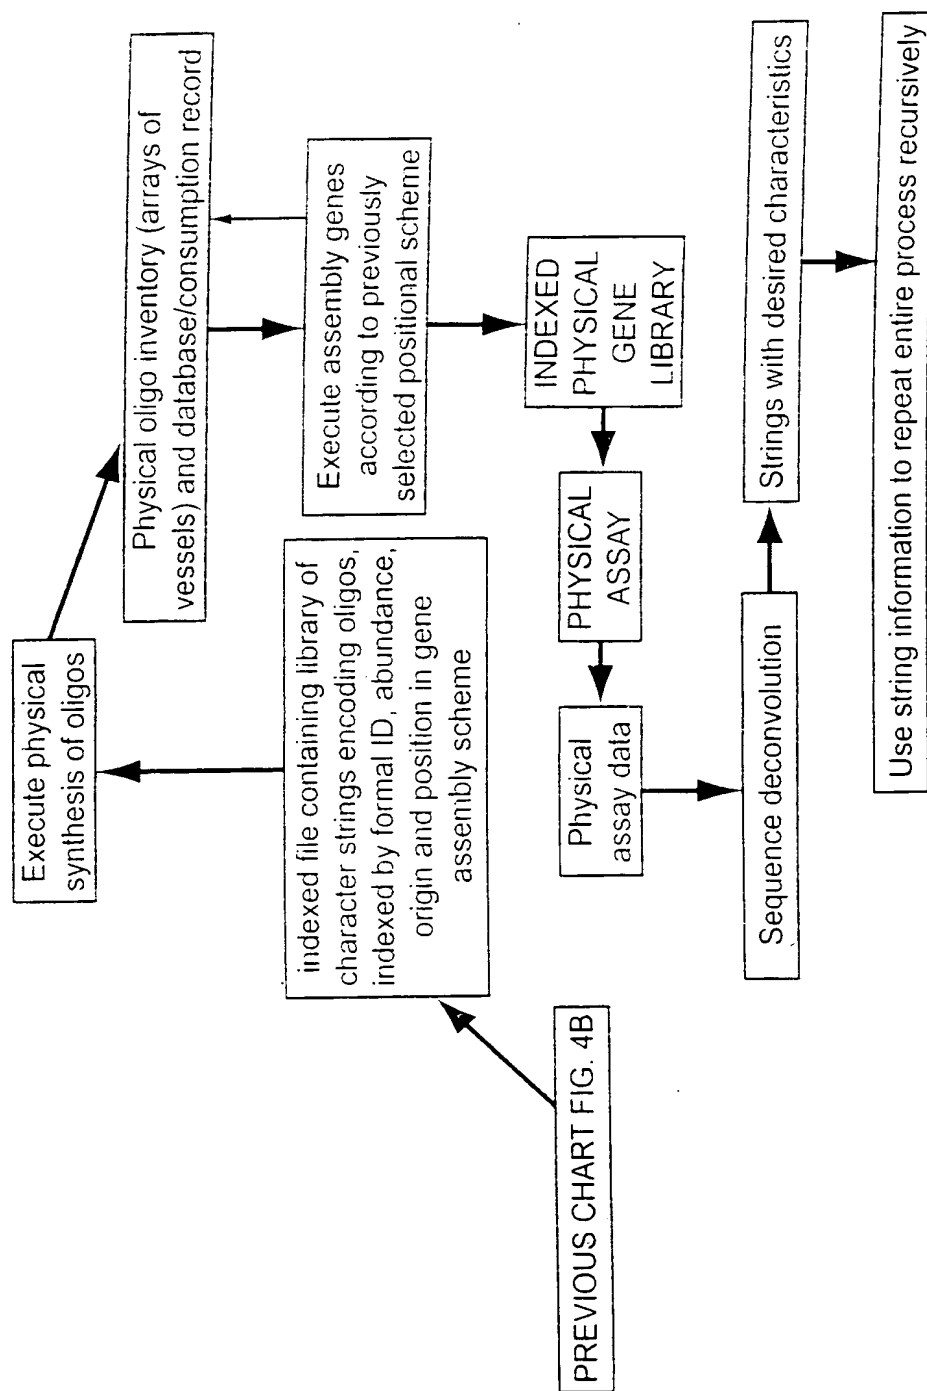 PREVIOUS CHART FIG. 4B
indexed file containing library of
character strings encoding oligos,
indexed by formal ID, abundance,
origin and position in gene
assembly scheme
Execute physical
synthesis of oligos
Physical oligo inventory (arrays of
vessels) and database/consumption record
Execute assembly genes
according to previously
selected positional scheme
INDEXED
PHYSICAL
GENE
LIBRARY
PHYSICAL
ASSAY
Physical
assay data
Sequence deconvolution
Strings with desired characteristics
Use string information to repeat entire process recursively